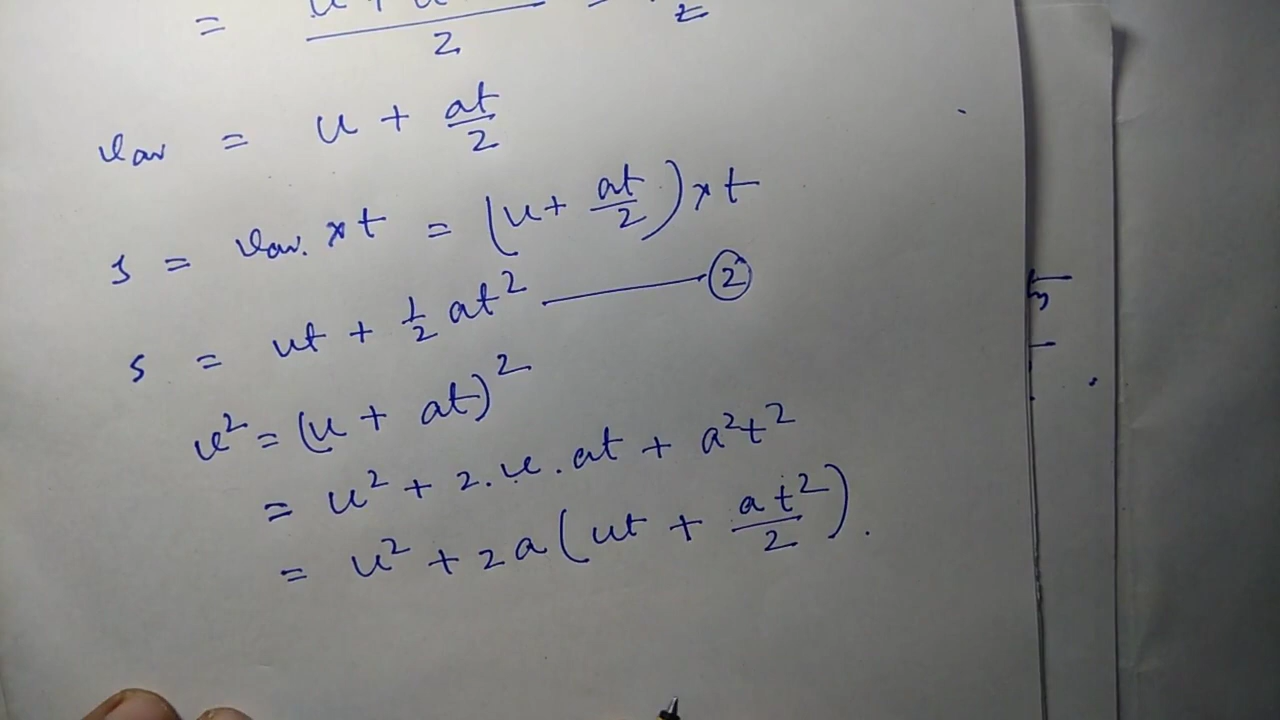 = 2
v_av = u + at/2
s = v_av. × t = (u + at/2) × t
s = ut + 1/2 at² —— ②
v² = (u + at)²
= u² + 2.u.at + a²t²
= u² + 2a(ut + at²/2).